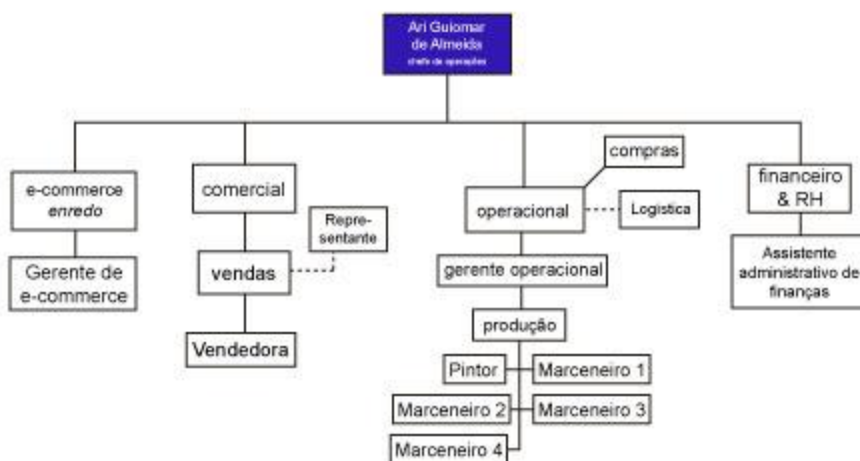 Ari Guiomar
de Almeida
chefe de operações
e-commerce
enredo
Gerente de
e-commerce
comercial
Repre-
sentante
vendas
Vendedora
compras
operacional
Logística
gerente operacional
produção
Pintor
Marceneiro 1
Marceneiro 2
Marceneiro 3
Marceneiro 4
financeiro
& RH
Assistente
administrativo de
finanças